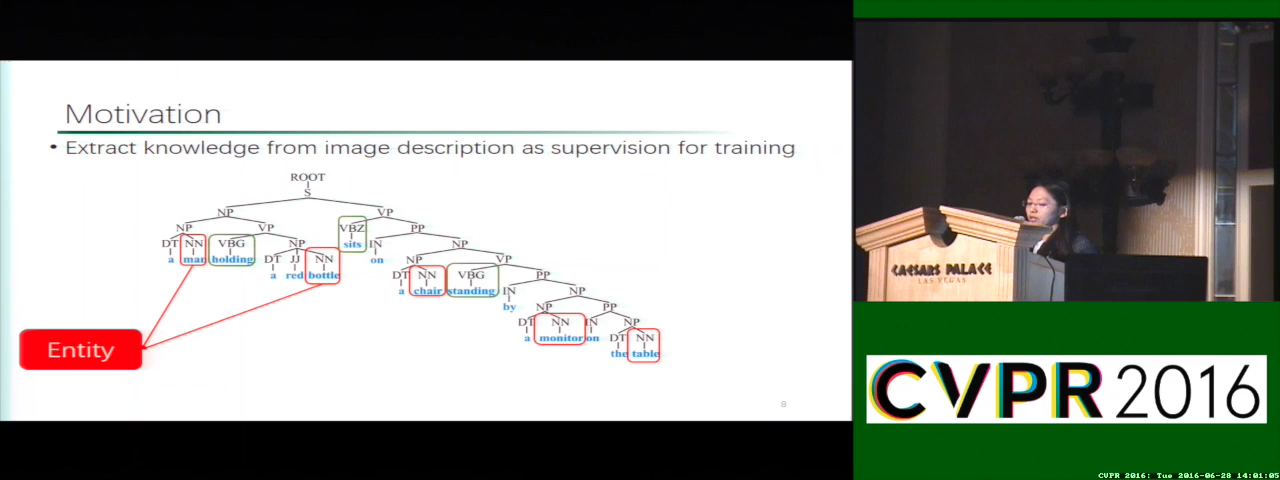 Motivation
• Extract knowledge from image description as supervision for training
ROOT
S
NP VP
NP VP VBZ PP
DT NN VBG NP sits IN NP
a man holding DT JJ NN on NP VP
a red bottle DT NN VBG PP
a chair standing IN NP
by NP PP
DT NN IN NP
a monitor on DT NN
the table
Entity
8
CAESARS PALACE
LAS VEGAS
CVPR 2016
CVPR 2016: Tue 2016-06-28 14:01:05